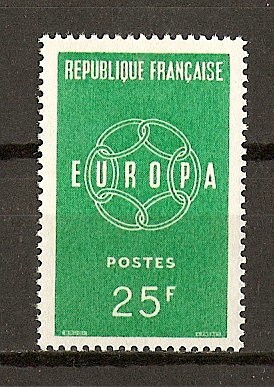 REPUBLIQUE FRANÇAISE
EUROPA
POSTES
25F